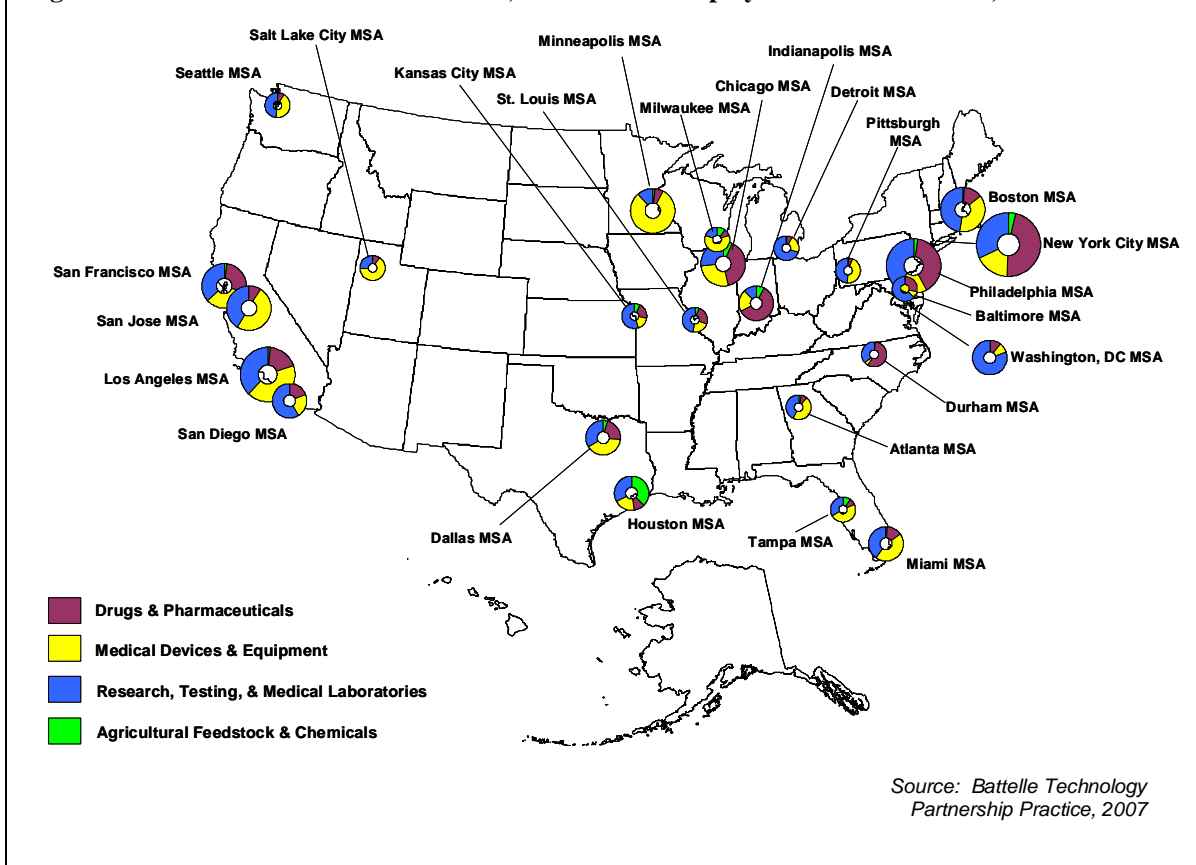 Salt Lake City MSA
Minneapolis MSA
Indianapolis MSA
Seattle MSA
Kansas City MSA
Chicago MSA
St. Louis MSA
Milwaukee MSA
Detroit MSA
Pittsburgh
MSA
Boston MSA
New York City MSA
San Francisco MSA
Philadelphia MSA
San Jose MSA
Baltimore MSA
Washington, DC MSA
Los Angeles MSA
Durham MSA
San Diego MSA
Atlanta MSA
Houston MSA
Dallas MSA
Tampa MSA
Miami MSA
Drugs & Pharmaceuticals
Medical Devices & Equipment
Research, Testing, & Medical Laboratories
Agricultural Feedstock & Chemicals
Source: Battelle Technology
Partnership Practice, 2007